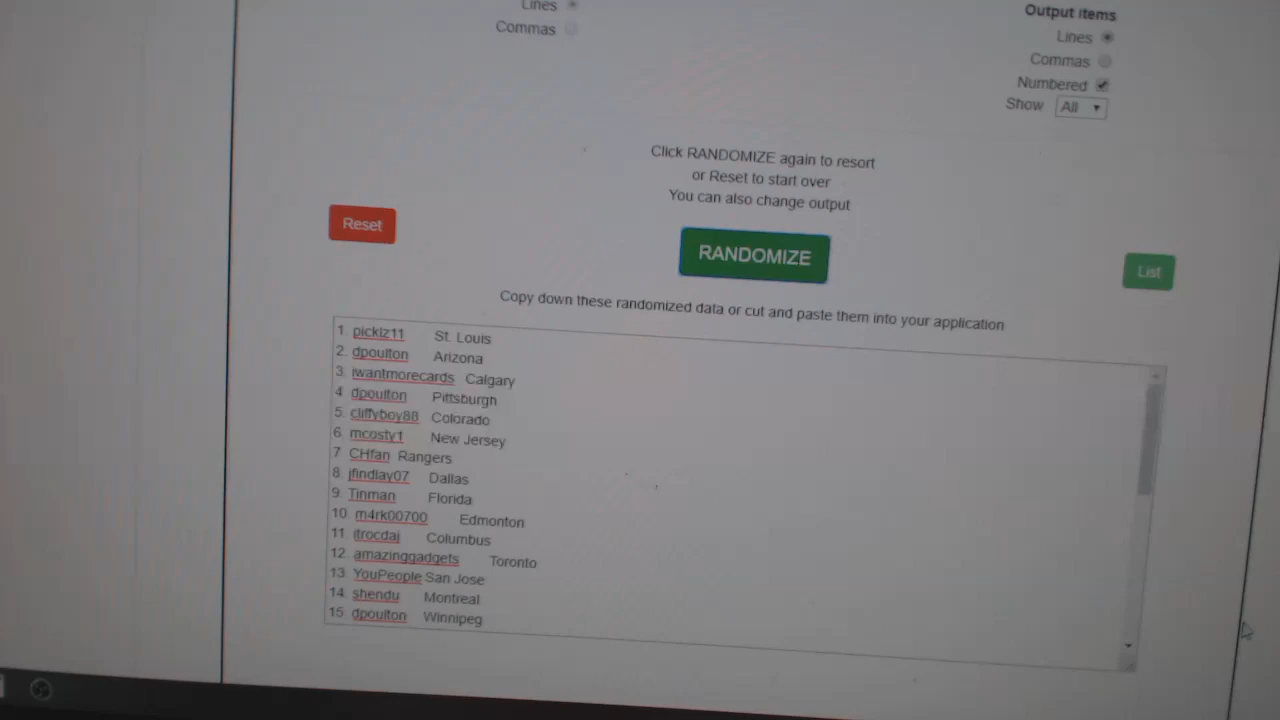 Lines
Commas
Output items
Lines
Commas
Numbered
Show All
Click RANDOMIZE again to resort
or Reset to start over
You can also change output
Reset
RANDOMIZE
List
Copy down these randomized data or cut and paste them into your application
1. picklz11 St. Louis
2. dpoulton Arizona
3. iwantmorecards Calgary
4. dpoulton Pittsburgh
5. cliffyboy88 Colorado
6. mcosty1 New Jersey
7. CHfan Rangers
8. jfindlay07 Dallas
9. Tinman Florida
10. m4rk00700 Edmonton
11. itrocdaj Columbus
12. amazinggadgets Toronto
13. YouPeople San Jose
14. shendu Montreal
15. dpoulton Winnipeg